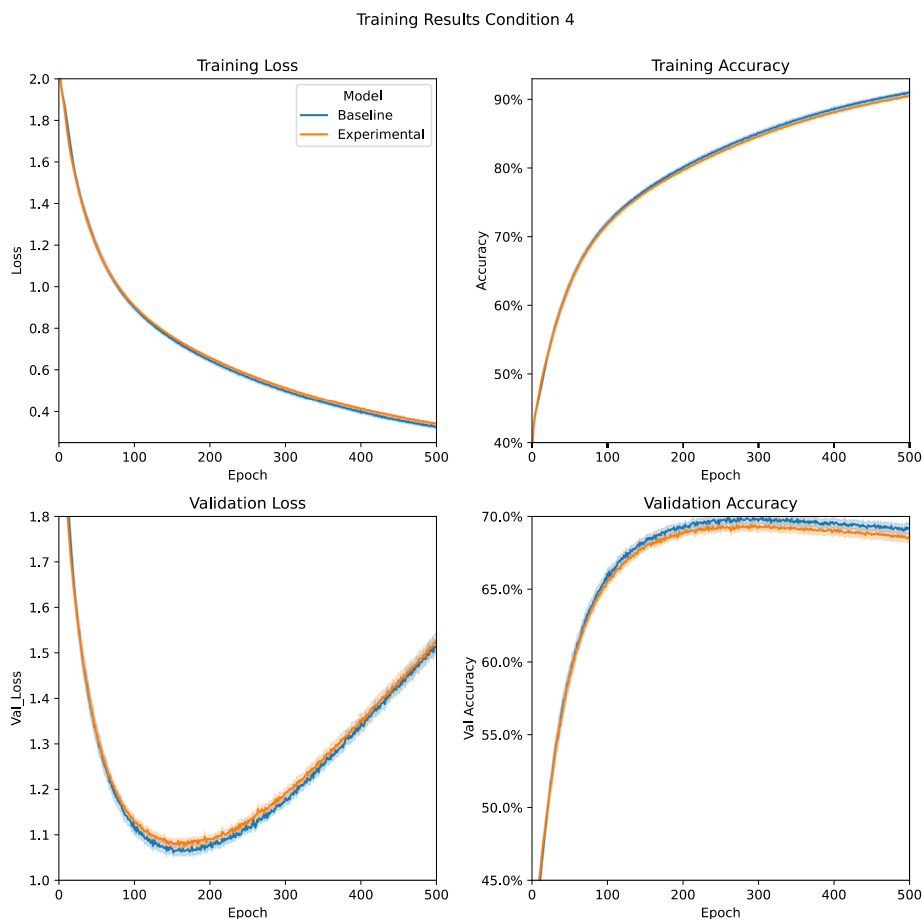 Training Results Condition 4
Training Loss
Training Accuracy
2.0
1.8
1.6
1.4
1.2
1.0
0.8
0.6
0.4
Loss
Model
Baseline
Experimental
0 100 200 300 400 500
Epoch
90%
80%
70%
60%
50%
40%
Accuracy
0 100 200 300 400 500
Epoch
Validation Loss
Validation Accuracy
1.8
1.7
1.6
1.5
1.4
1.3
1.2
1.1
1.0
Val_Loss
0 100 200 300 400 500
Epoch
70.0%
65.0%
60.0%
55.0%
50.0%
45.0%
Val Accuracy
0 100 200 300 400 500
Epoch